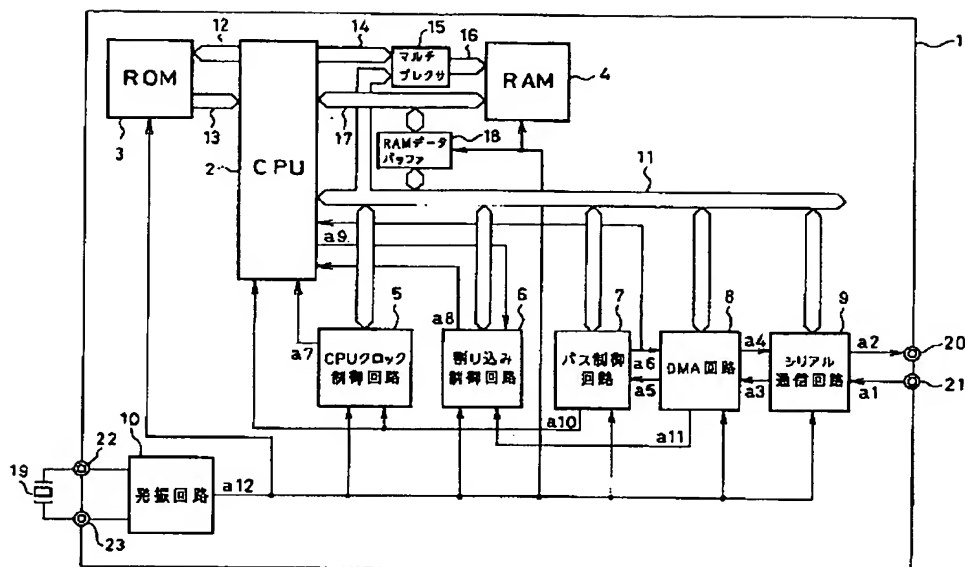 12
14
15
16
1
ROM
マルチ
プレクサ
RAM
4
3
13
2
CPU
17
18
RAMデータ
バッファ
11
a9
5
6
7
8
9
a8
a7
CPUクロック
制御回路
割り込み
制御回路
バス制御
回路
a6
a5
DMA回路
a4
a3
シリアル
通信回路
a2
20
a1
21
a10
a11
10
22
19
発振回路
a12
23